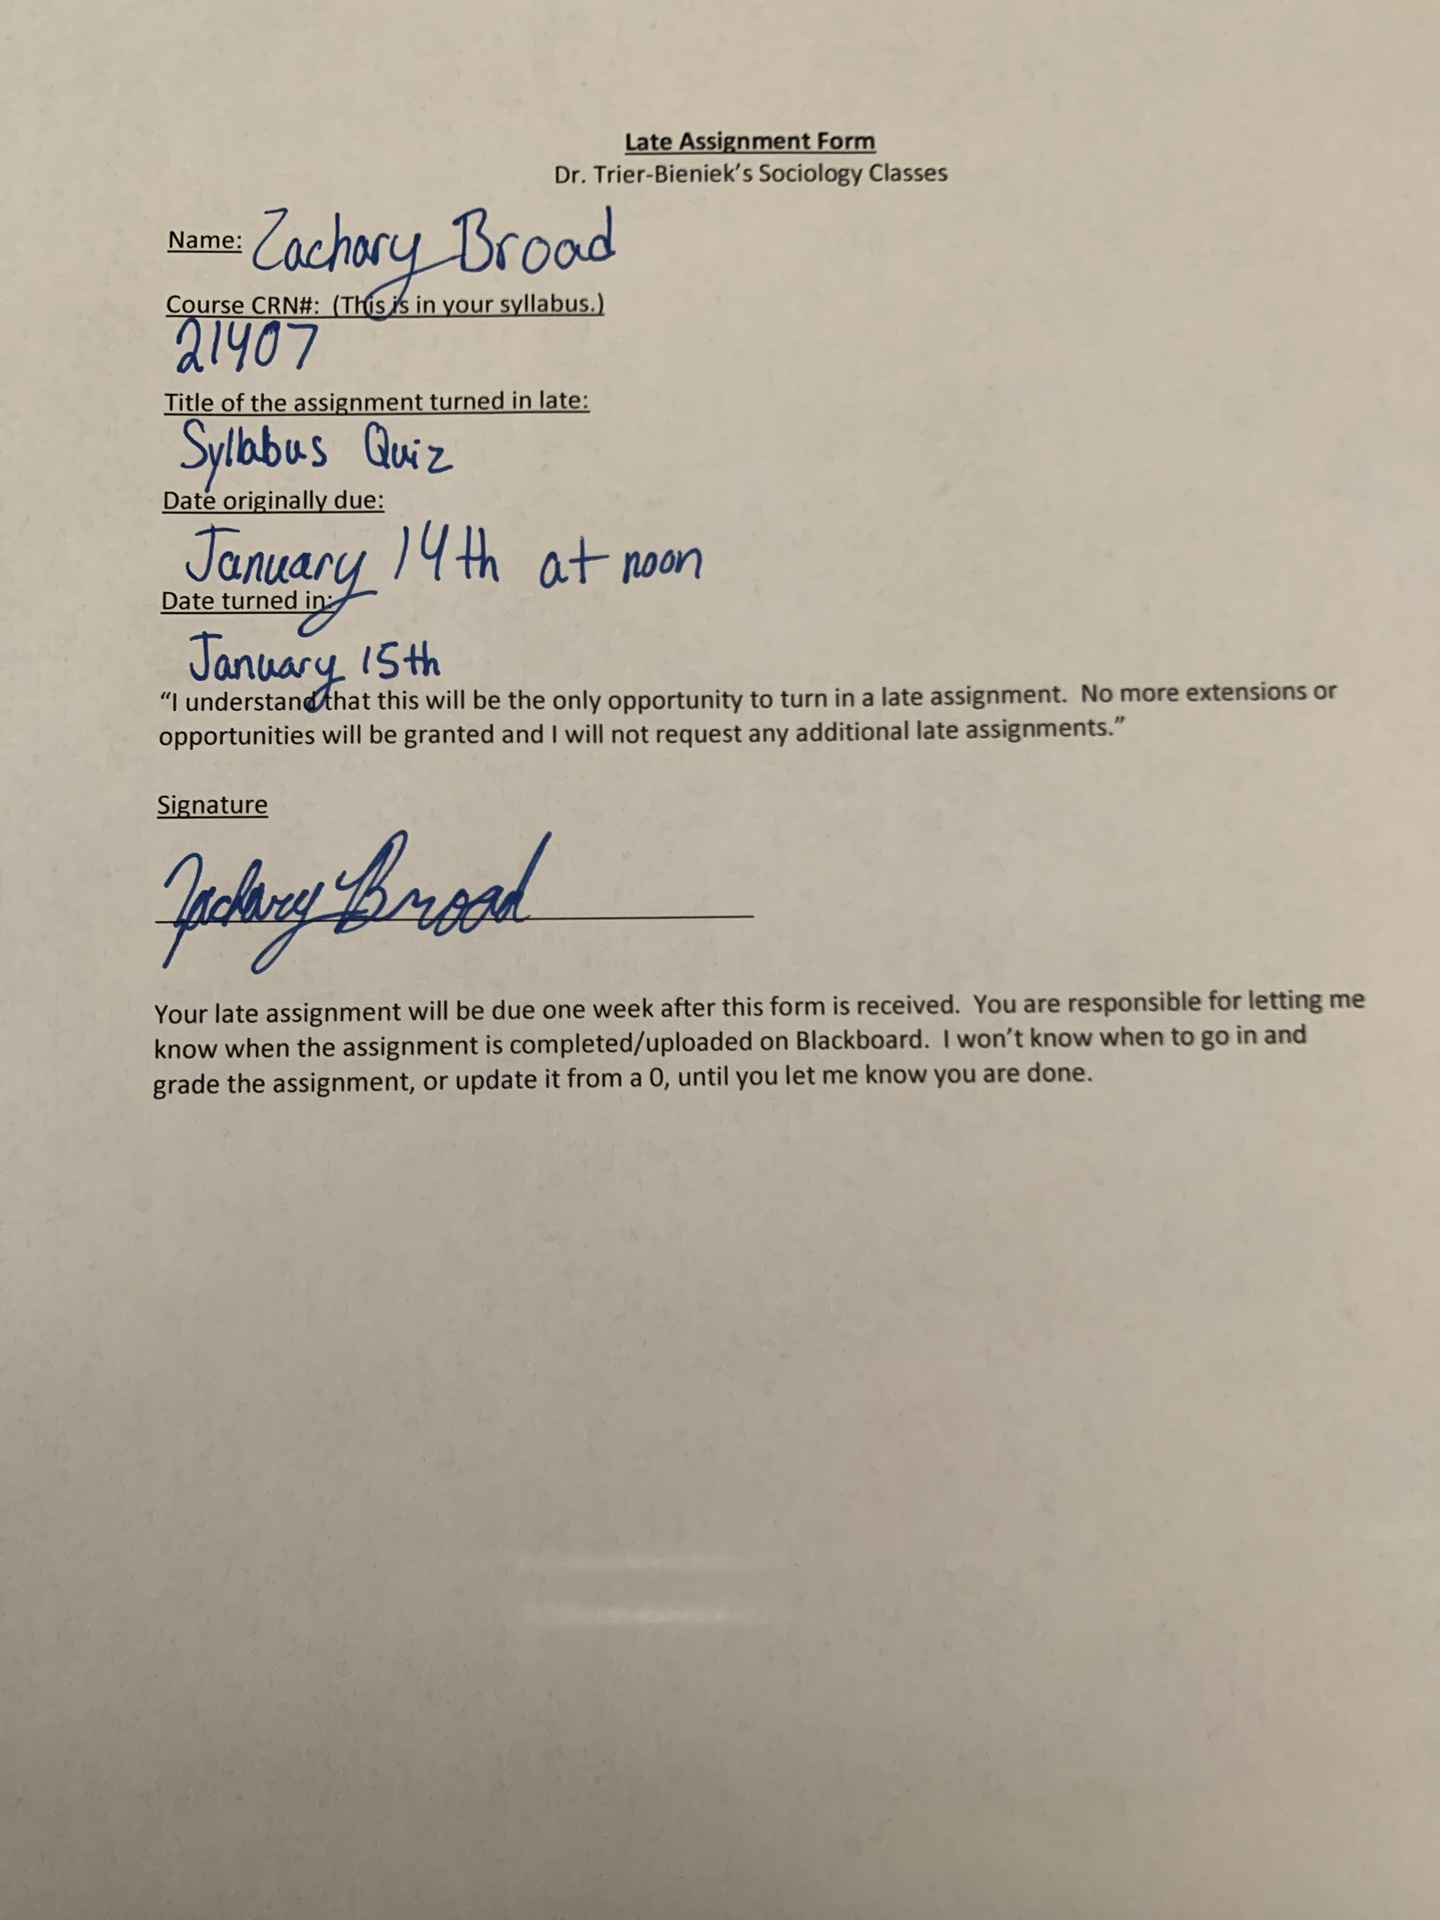 Late Assignment Form
Dr. Trier-Bieniek's Sociology Classes
Name: Zachary Broad
Course CRN#:  (This is in your syllabus.)
21407
Title of the assignment turned in late:
Syllabus Quiz
Date originally due:
January 14th at noon
Date turned in:
January 15th
“I understand that this will be the only opportunity to turn in a late assignment.  No more extensions or
opportunities will be granted and I will not request any additional late assignments.”
Signature
Zachary Broad
Your late assignment will be due one week after this form is received.  You are responsible for letting me
know when the assignment is completed/uploaded on Blackboard.  I won’t know when to go in and
grade the assignment, or update it from a 0, until you let me know you are done.